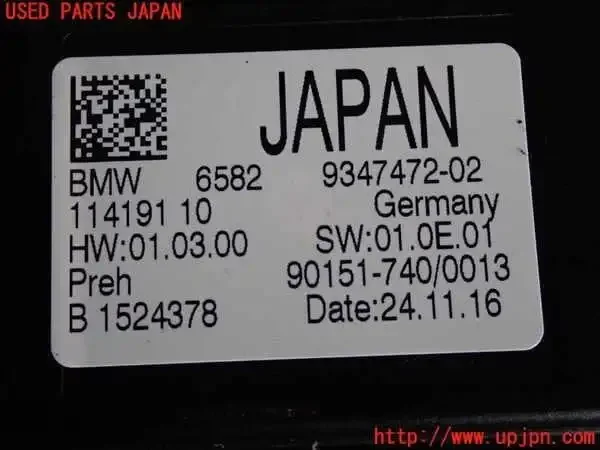 USED PARTS JAPAN
JAPAN
BMW 6582 9347472-02
114191 10 Germany
HW:01.03.00 SW:01.0E.01
Preh 90151-740/0013
B 1524378 Date:24.11.16
http://www.upjpn.com/